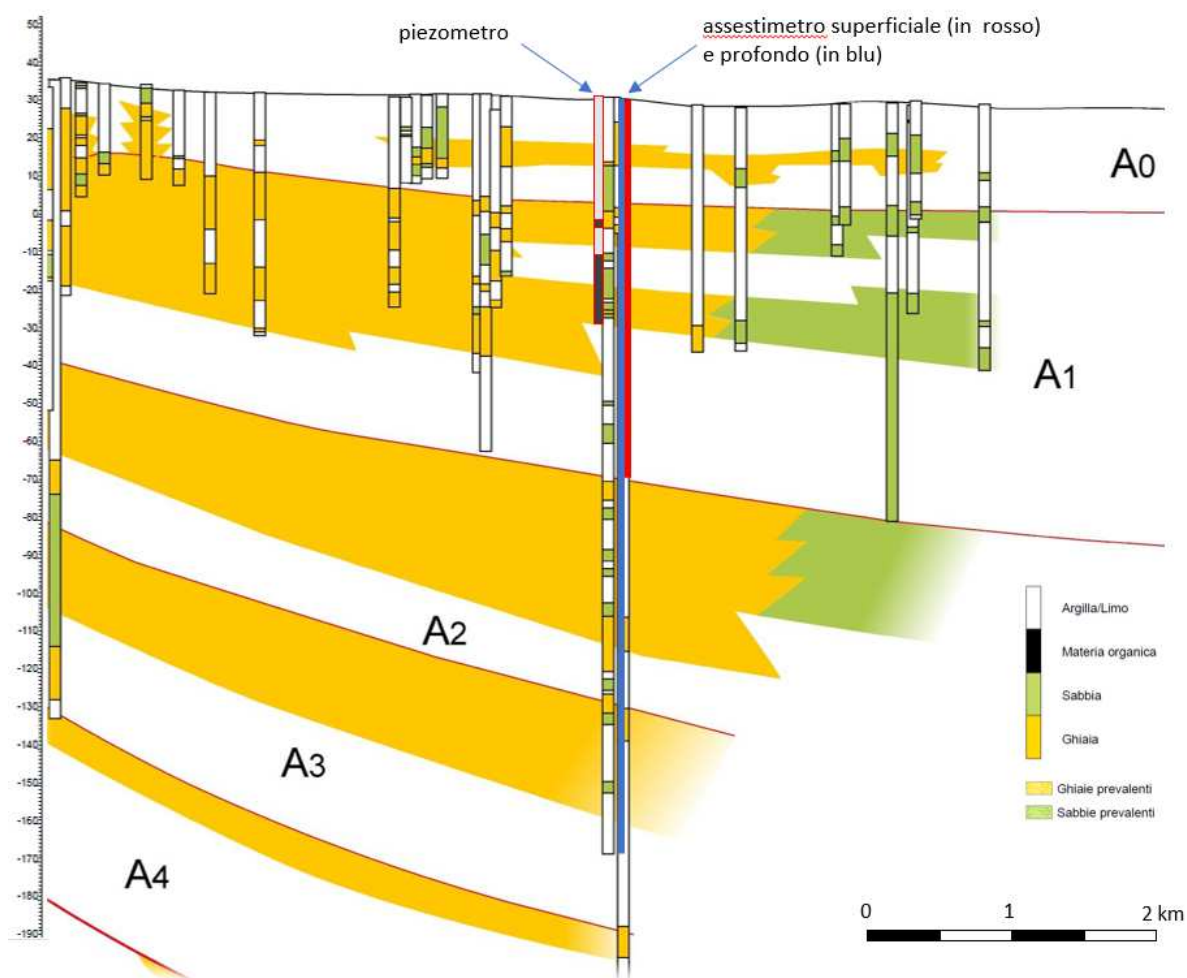 piezometro
assestimetro superficiale (in rosso)
e profondo (in blu)
50
40
30
20
10
0
-10
-20
-30
-40
-50
-60
-70
-80
-90
-100
-110
-120
-130
-140
-150
-160
-170
-180
-190
A0
A1
A2
A3
A4
Argilla/Limo
Materia organica
Sabbia
Ghiaia
Ghiaie prevalenti
Sabbie prevalenti
0 1 2 km